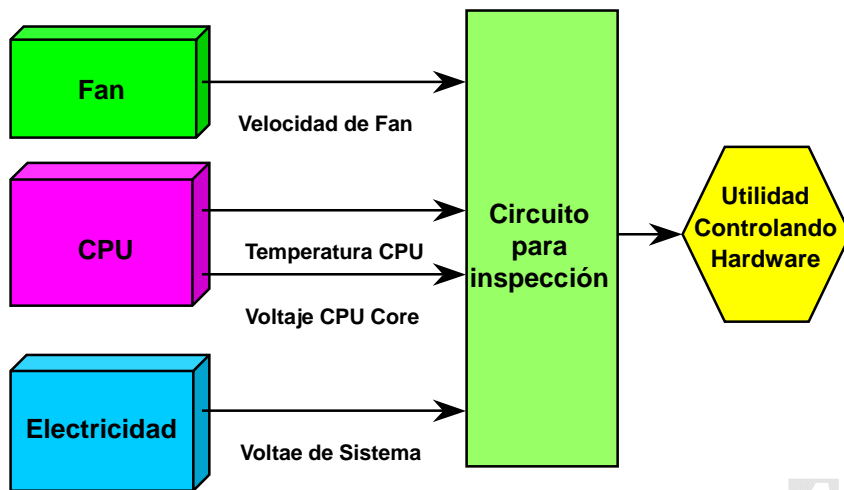 Fan
Velocidad de Fan
CPU
Temperatura CPU
Voltaje CPU Core
Electricidad
Voltae de Sistema
Circuito
para
inspección
Utilidad
Controlando
Hardware